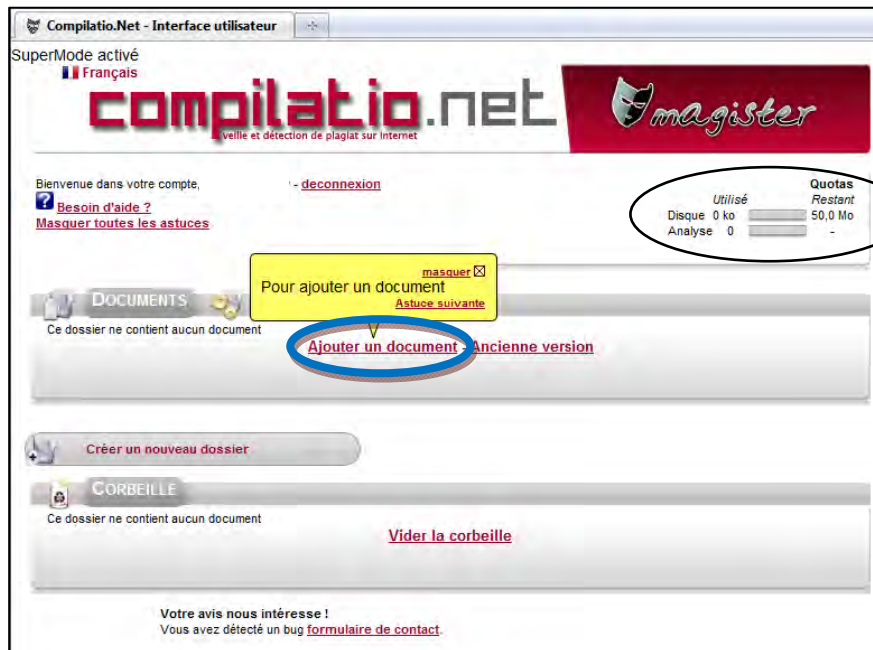 Compilatio.Net - Interface utilisateur
SuperMode activé
Français
compilatio.net
veille et détection de plagiat sur Internet
magister
Bienvenue dans votre compte, - deconnexion
Besoin d'aide ?
Masquer toutes les astuces
Quotas
Utilisé Restant
Disque 0 ko 50,0 Mo
Analyse 0 -
masquer
Pour ajouter un document
Astuce suivante
DOCUMENTS
Ce dossier ne contient aucun document
Ajouter un document - Ancienne version
Créer un nouveau dossier
CORBEILLE
Ce dossier ne contient aucun document
Vider la corbeille
Votre avis nous intéresse !
Vous avez détecté un bug formulaire de contact.